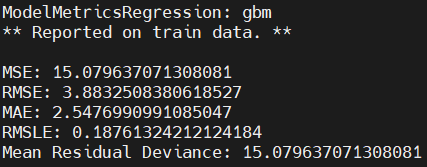 ModelMetricsRegression: gbm
** Reported on train data. **
MSE: 15.079637071308081
RMSE: 3.8832508380618527
MAE: 2.5476990991085047
RMSLE: 0.18761324212124184
Mean Residual Deviance: 15.079637071308081